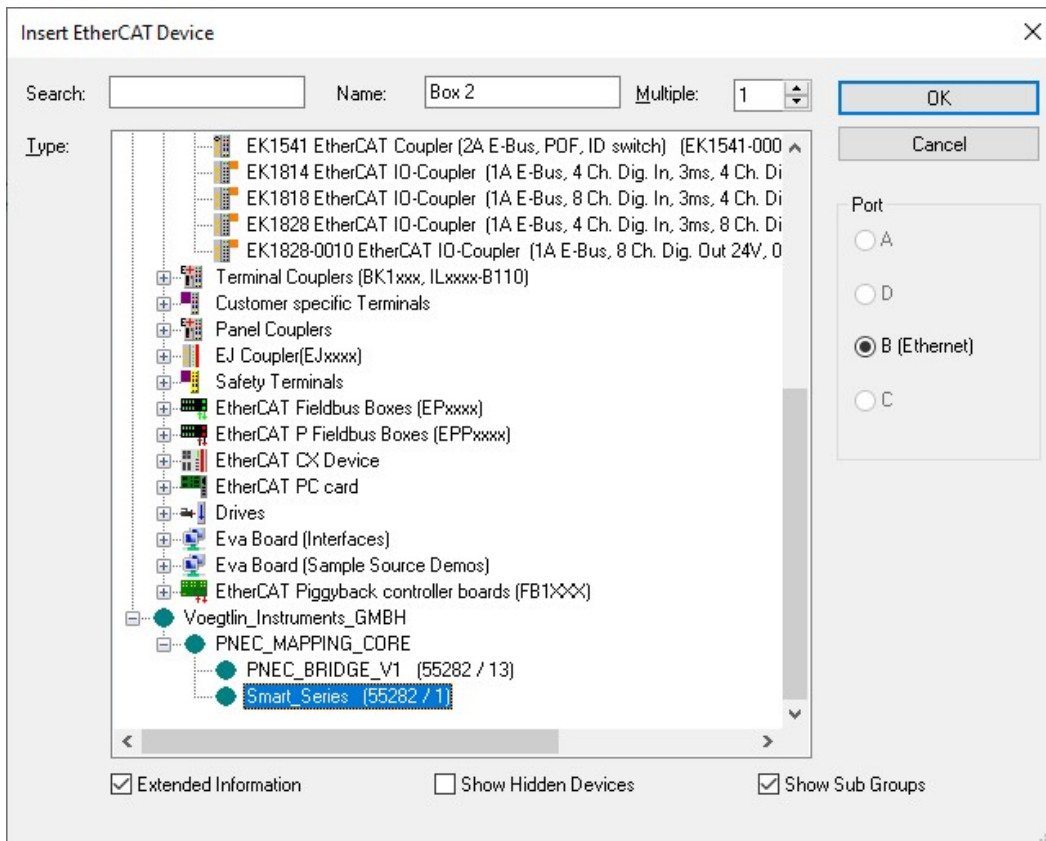 Insert EtherCAT Device
Search:
Name: Box 2
Multiple: 1
OK
Type:
Cancel
EK1541 EtherCAT Coupler (2A E-Bus, POF, ID switch) (EK1541-000
EK1814 EtherCAT IO-Coupler (1A E-Bus, 4 Ch. Dig. In, 3ms, 4 Ch. Di
EK1818 EtherCAT IO-Coupler (1A E-Bus, 8 Ch. Dig. In, 3ms, 4 Ch. Di
EK1828 EtherCAT IO-Coupler (1A E-Bus, 4 Ch. Dig. In, 3ms, 8 Ch. Di
EK1828-0010 EtherCAT IO-Coupler (1A E-Bus, 8 Ch. Dig. Out 24V, 0
Terminal Couplers (BK1xxx, ILxxxx-B110)
Customer specific Terminals
Panel Couplers
EJ Coupler(EJxxxx)
Safety Terminals
EtherCAT Fieldbus Boxes (EPxxxx)
EtherCAT P Fieldbus Boxes (EPPxxxx)
EtherCAT CX Device
EtherCAT PC card
Drives
Eva Board (Interfaces)
Eva Board (Sample Source Demos)
EtherCAT Piggyback controller boards (FB1XXX)
Voegtlin_Instruments_GMBH
PNEC_MAPPING_CORE
PNEC_BRIDGE_V1 (55282 / 13)
Smart_Series (55282 / 1)
Port
A
D
B (Ethernet)
C
Extended Information
Show Hidden Devices
Show Sub Groups